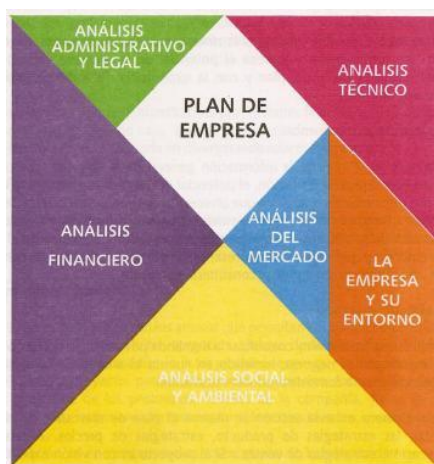 ANÁLISIS
ADMINISTRATIVO
Y LEGAL
ANALISIS
TÉCNICO
PLAN DE
EMPRESA
ANÁLISIS
FINANCIERO
ANÁLISIS
DEL
MERCADO
LA
EMPRESA
Y SU
ENTORNO
ANÁLISIS SOCIAL
Y AMBIENTAL